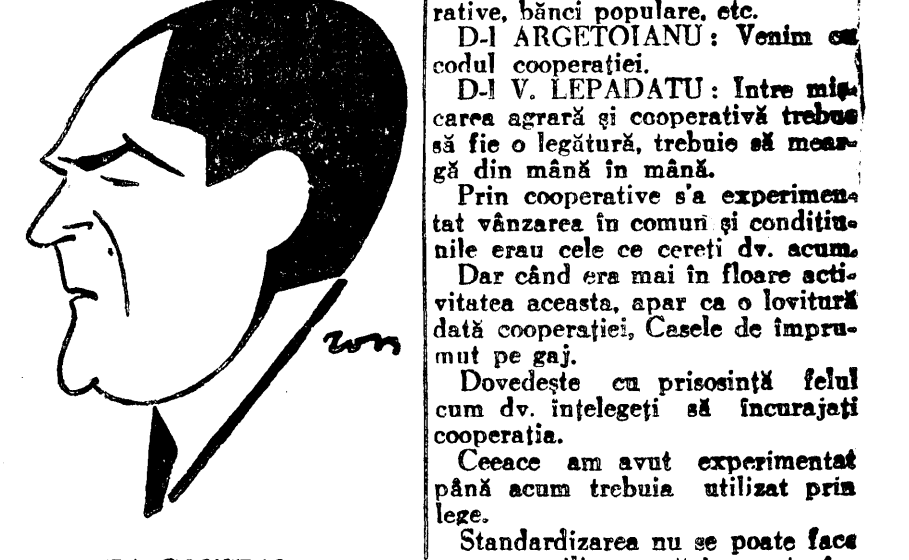 rative, bănci populare, etc.
D-l ARGETOIANU: Venim cu
codul cooperației.
D-l V. LEPADATU: Intre miș-
carea agrară și cooperativă trebue
să fie o legătură, trebuie să mear-
gă din mână în mână.
Prin cooperative s'a experimen-
tat vânzarea în comun și condițiu-
nile erau cele ce cereți dv. acum.
Dar când era mai în floare acti-
vitatea aceasta, apar ca o lovitură
dată cooperației, Casele de împru-
mut pe gaj.
Dovedește cu prisosință felul
cum dv. înțelegeți să încurajați
cooperația.
Ceeace am avut experimentat
până acum trebuia utilizat prin
lege.
Standardizarea nu se poate face